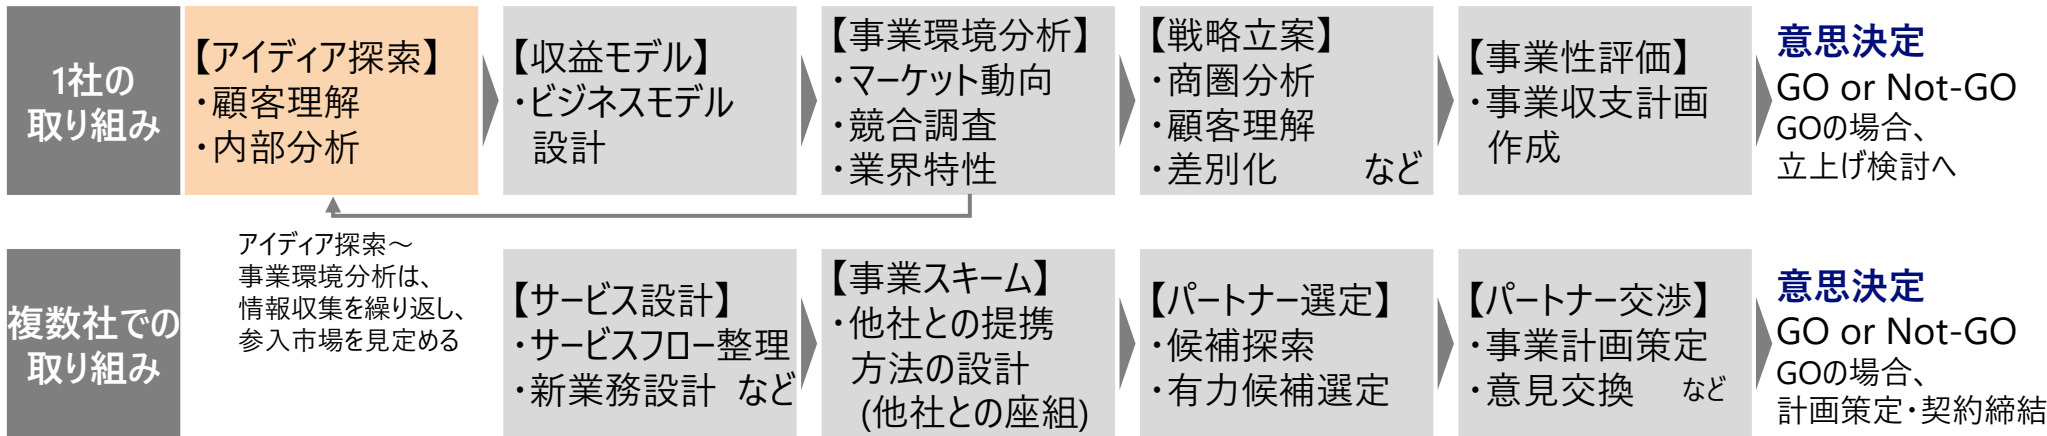 1社の
取り組み
【アイディア探索】
・顧客理解
・内部分析
【収益モデル】
・ビジネスモデル
設計
【事業環境分析】
・マーケット動向
・競合調査
・業界特性
【戦略立案】
・商圏分析
・顧客理解
・差別化 など
【事業性評価】
・事業収支計画
作成
意思決定
GO or Not-GO
GOの場合、
立上げ検討へ
アイディア探索～
事業環境分析は、
情報収集を繰り返し、
参入市場を見定める
複数社での
取り組み
【サービス設計】
・サービスフロー整理
・新業務設計 など
【事業スキーム】
・他社との提携
方法の設計
(他社との座組)
【パートナー選定】
・候補探索
・有力候補選定
【パートナー交渉】
・事業計画策定
・意見交換 など
意思決定
GO or Not-GO
GOの場合、
計画策定・契約締結